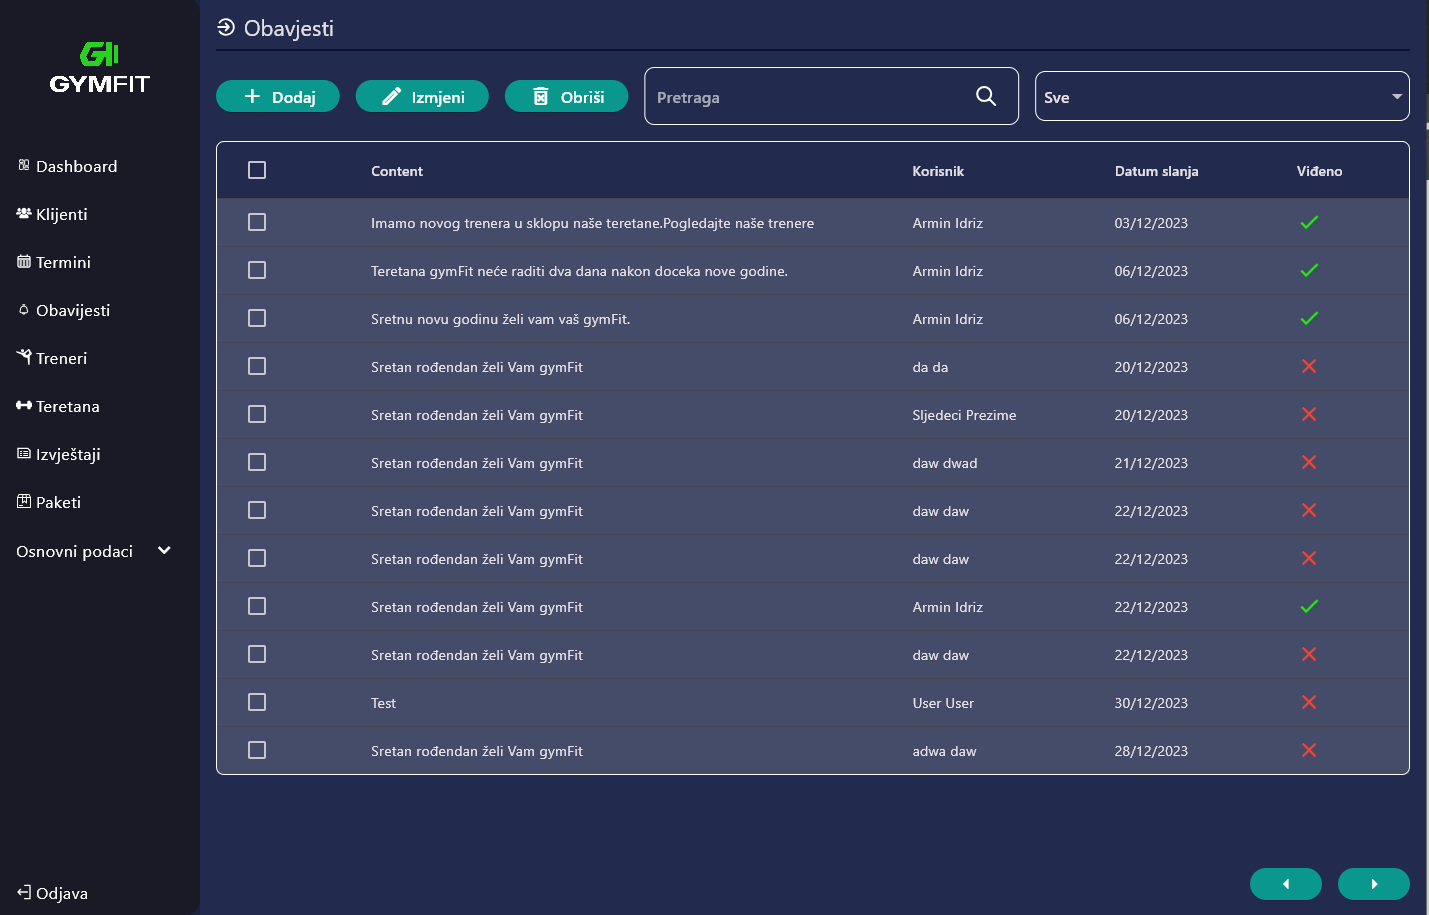 GYMFIT
Dashboard
Klijenti
Termini
Obavijesti
Treneri
Teretana
Izvještaji
Paketi
Osnovni podaci
Odjava
Obavjesti
Dodaj Izmjeni Obriši Pretraga Sve
Content Korisnik Datum slanja Viđeno
Imamo novog trenera u sklopu naše teretane.Pogledajte naše trenere Armin Idriz 03/12/2023
Teretana gymFit neće raditi dva dana nakon doceka nove godine. Armin Idriz 06/12/2023
Sretnu novu godinu želi vam vaš gymFit. Armin Idriz 06/12/2023
Sretan rođendan želi Vam gymFit da da 20/12/2023
Sretan rođendan želi Vam gymFit Sljedeci Prezime 20/12/2023
Sretan rođendan želi Vam gymFit daw dwad 21/12/2023
Sretan rođendan želi Vam gymFit daw daw 22/12/2023
Sretan rođendan želi Vam gymFit daw daw 22/12/2023
Sretan rođendan želi Vam gymFit Armin Idriz 22/12/2023
Sretan rođendan želi Vam gymFit daw daw 22/12/2023
Test User User 30/12/2023
Sretan rođendan želi Vam gymFit adwa daw 28/12/2023